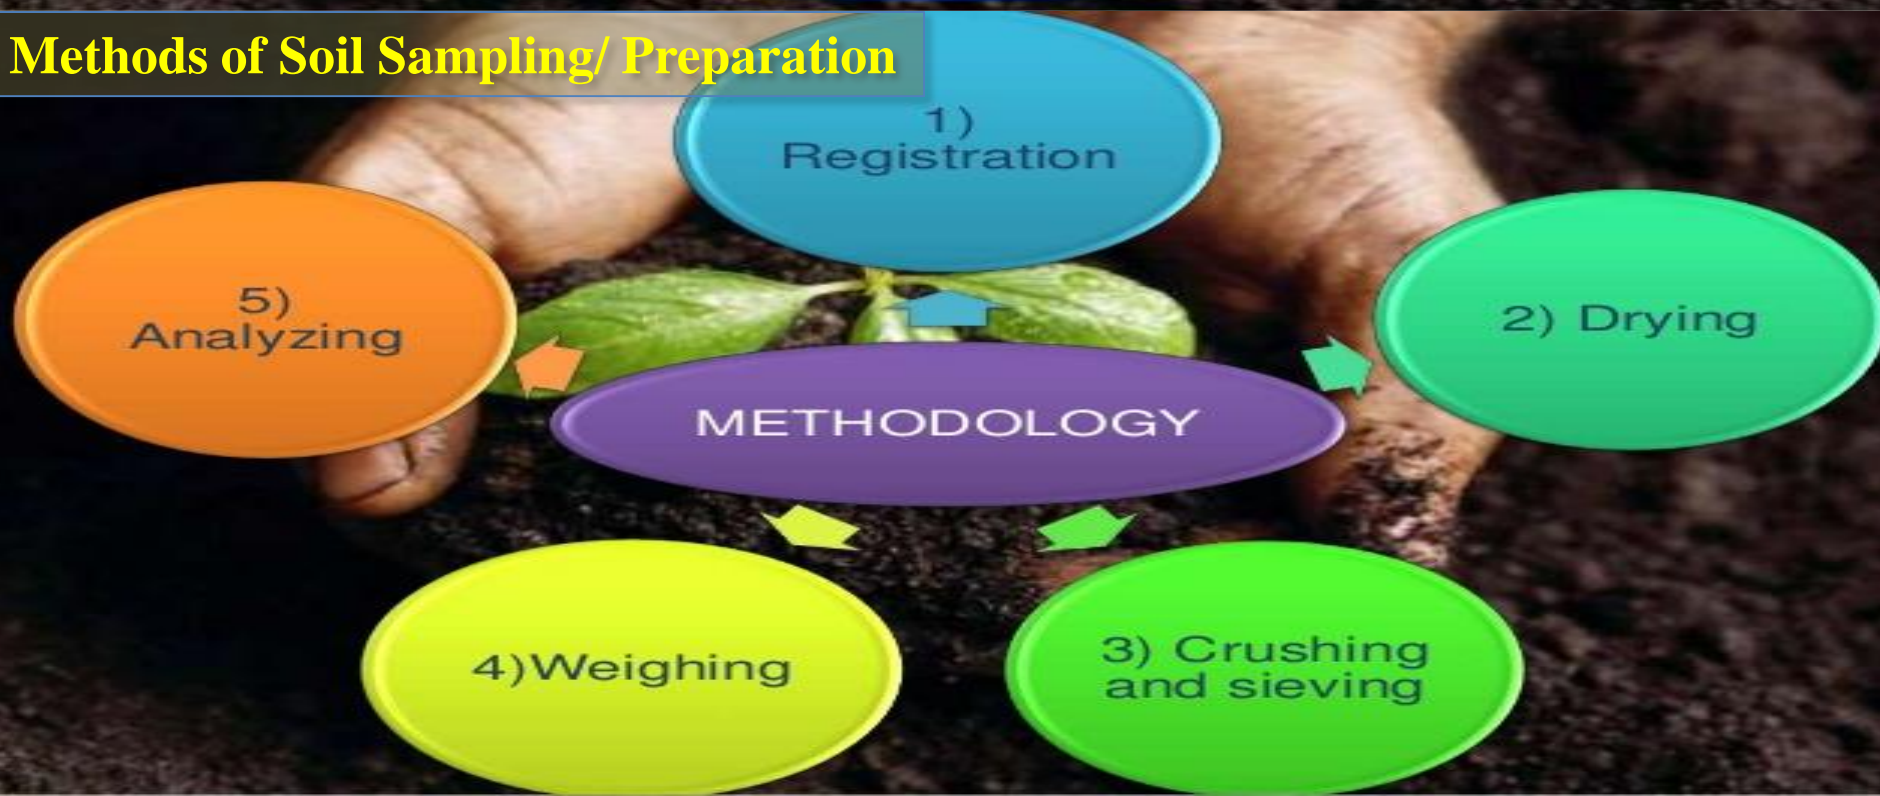 Methods of Soil Sampling/ Preparation
1)
Registration
2) Drying
3) Crushing
and sieving
4)Weighing
5)
Analyzing
METHODOLOGY